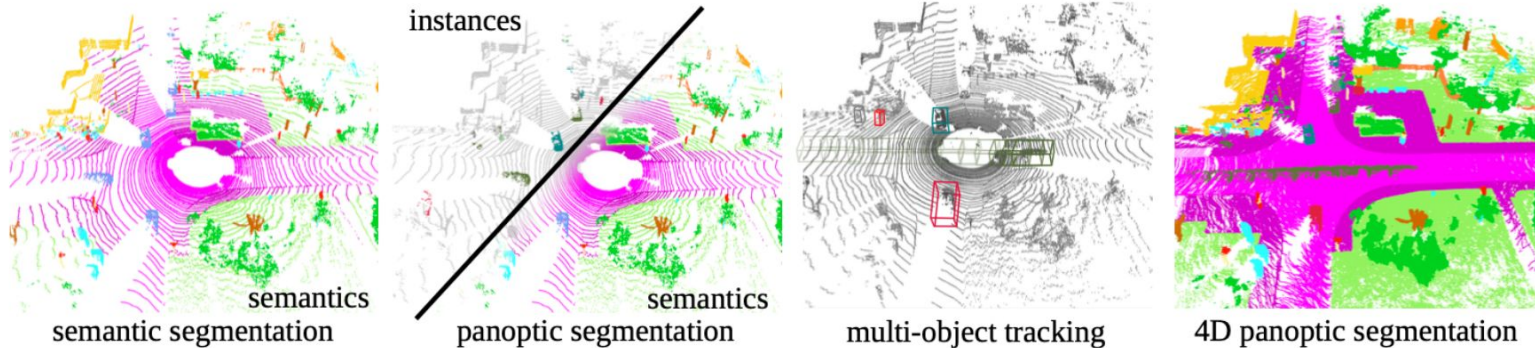 instances
semantics
semantics
semantic segmentation
panoptic segmentation
multi-object tracking
4D panoptic segmentation